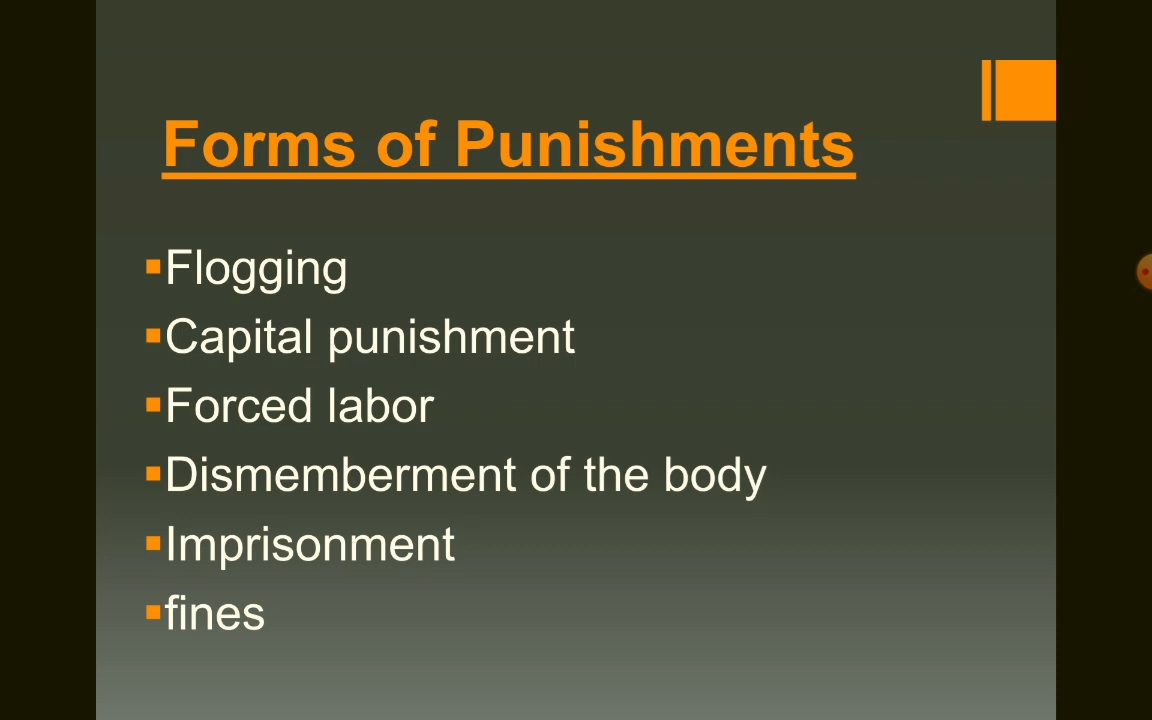 Forms of Punishments
Flogging
Capital punishment
Forced labor
Dismemberment of the body
Imprisonment
fines